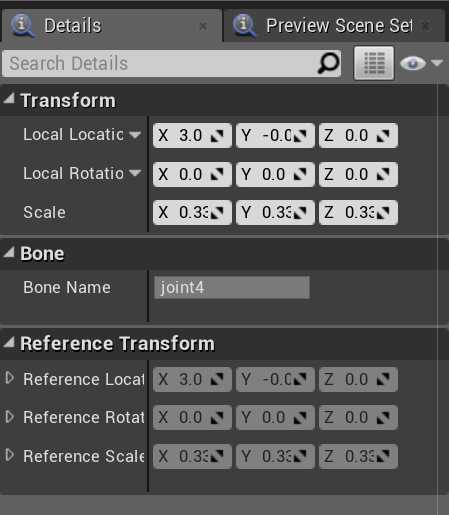 Details
Preview Scene Set
Search Details
Transform
Local Locatio
X 3.0 Y -0.0 Z 0.0
Local Rotatio
X 0.0 Y 0.0 Z 0.0
Scale
X 0.33 Y 0.33 Z 0.33
Bone
Bone Name
joint4
Reference Transform
Reference Locat
X 3.0 Y -0.0 Z 0.0
Reference Rotat
X 0.0 Y 0.0 Z 0.0
Reference Scale
X 0.33 Y 0.33 Z 0.33